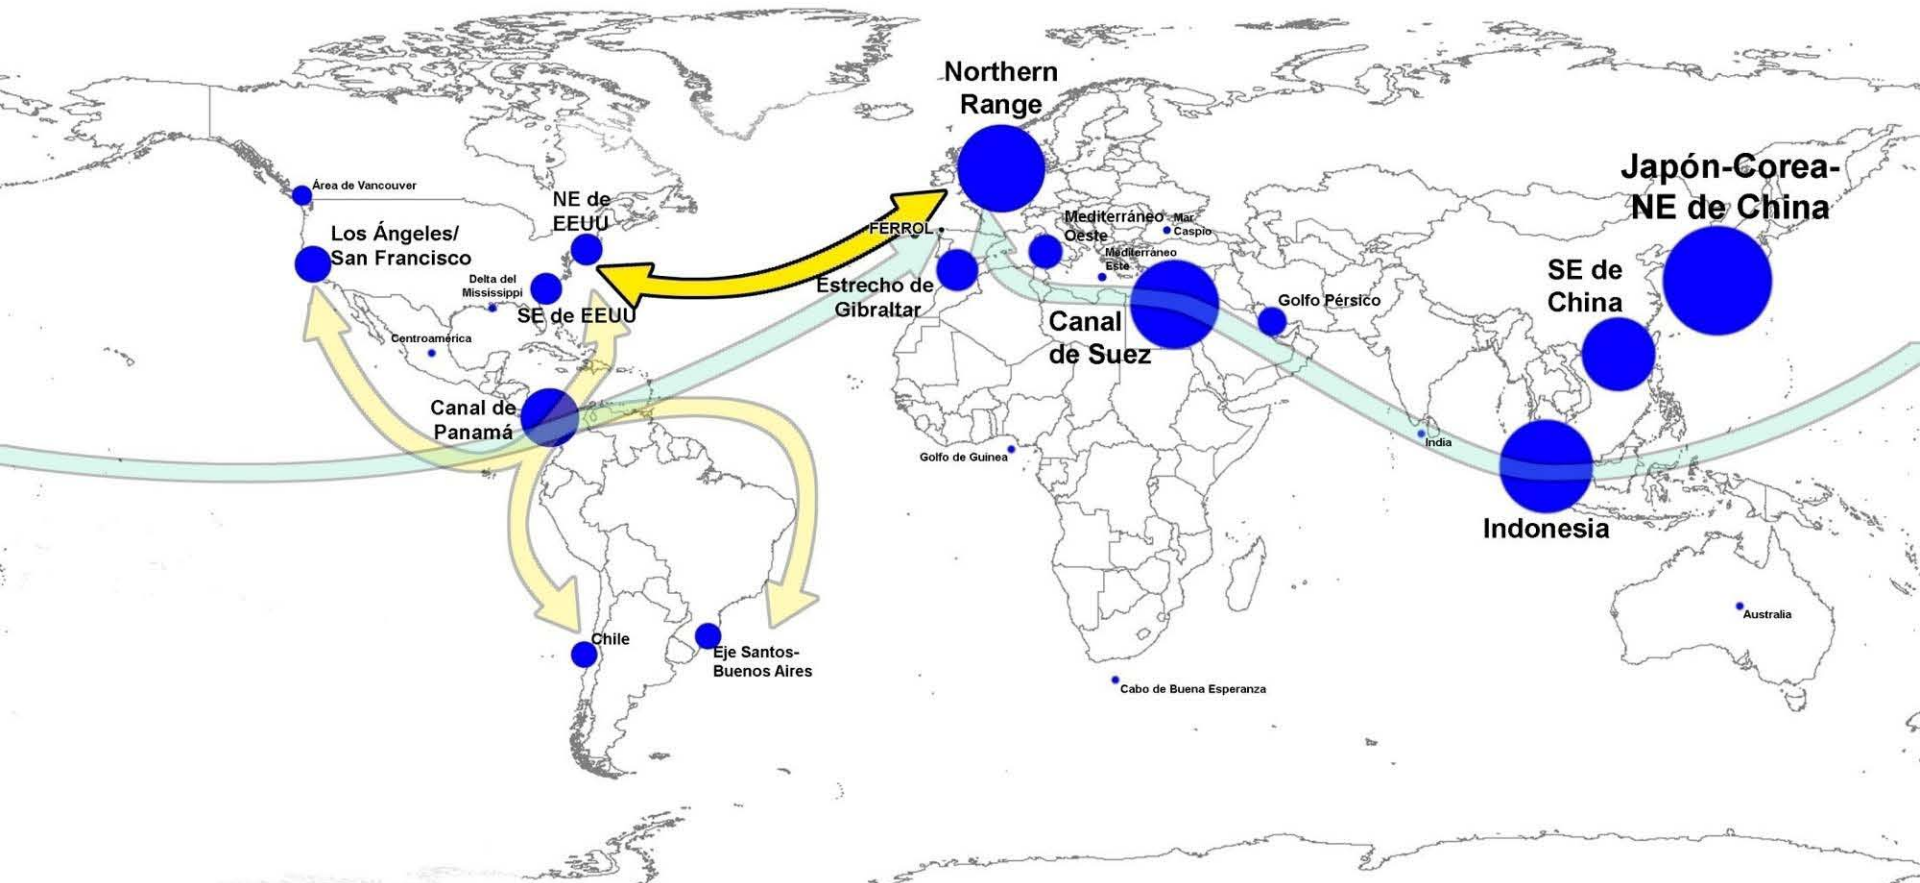 Northern
Range
Japón-Corea-
NE de China
Área de Vancouver
NE de
EEUU
Los Ángeles/
San Francisco
FERROL
Mediterráneo
Oeste
Mar
Caspio
Mediterráneo
Este
Delta del
Mississippi
SE de EEUU
Estrecho de
Gibraltar
Golfo Pérsico
SE de
China
Canal
de Suez
Centroamérica
Canal de
Panamá
Golfo de Guinea
India
Indonesia
Australia
Chile
Eje Santos-
Buenos Aires
Cabo de Buena Esperanza